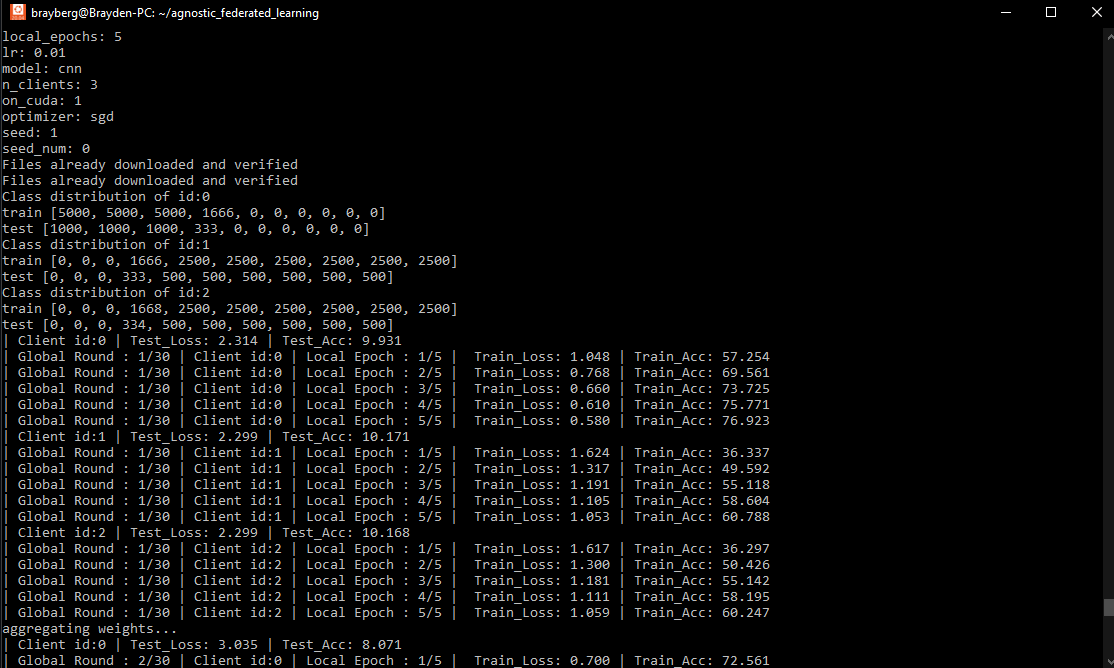 brayberg@Brayden-PC: ~/agnostic_federated_learning
local_epochs: 5
lr: 0.01
model: cnn
n_clients: 3
on_cuda: 1
optimizer: sgd
seed: 1
seed_num: 0
Files already downloaded and verified
Files already downloaded and verified
Class distribution of id:0
train [5000, 5000, 5000, 1666, 0, 0, 0, 0, 0, 0]
test [1000, 1000, 1000, 333, 0, 0, 0, 0, 0, 0]
Class distribution of id:1
train [0, 0, 0, 1666, 2500, 2500, 2500, 2500, 2500, 2500]
test [0, 0, 0, 333, 500, 500, 500, 500, 500, 500]
Class distribution of id:2
train [0, 0, 0, 1668, 2500, 2500, 2500, 2500, 2500, 2500]
test [0, 0, 0, 334, 500, 500, 500, 500, 500, 500]
| Client id:0 | Test_Loss: 2.314 | Test_Acc: 9.931
| Global Round : 1/30 | Client id:0 | Local Epoch : 1/5 |  Train_Loss: 1.048 | Train_Acc: 57.254
| Global Round : 1/30 | Client id:0 | Local Epoch : 2/5 |  Train_Loss: 0.768 | Train_Acc: 69.561
| Global Round : 1/30 | Client id:0 | Local Epoch : 3/5 |  Train_Loss: 0.660 | Train_Acc: 73.725
| Global Round : 1/30 | Client id:0 | Local Epoch : 4/5 |  Train_Loss: 0.610 | Train_Acc: 75.771
| Global Round : 1/30 | Client id:0 | Local Epoch : 5/5 |  Train_Loss: 0.580 | Train_Acc: 76.923
| Client id:1 | Test_Loss: 2.299 | Test_Acc: 10.171
| Global Round : 1/30 | Client id:1 | Local Epoch : 1/5 |  Train_Loss: 1.624 | Train_Acc: 36.337
| Global Round : 1/30 | Client id:1 | Local Epoch : 2/5 |  Train_Loss: 1.317 | Train_Acc: 49.592
| Global Round : 1/30 | Client id:1 | Local Epoch : 3/5 |  Train_Loss: 1.191 | Train_Acc: 55.118
| Global Round : 1/30 | Client id:1 | Local Epoch : 4/5 |  Train_Loss: 1.105 | Train_Acc: 58.604
| Global Round : 1/30 | Client id:1 | Local Epoch : 5/5 |  Train_Loss: 1.053 | Train_Acc: 60.788
| Client id:2 | Test_Loss: 2.299 | Test_Acc: 10.168
| Global Round : 1/30 | Client id:2 | Local Epoch : 1/5 |  Train_Loss: 1.617 | Train_Acc: 36.297
| Global Round : 1/30 | Client id:2 | Local Epoch : 2/5 |  Train_Loss: 1.300 | Train_Acc: 50.426
| Global Round : 1/30 | Client id:2 | Local Epoch : 3/5 |  Train_Loss: 1.181 | Train_Acc: 55.142
| Global Round : 1/30 | Client id:2 | Local Epoch : 4/5 |  Train_Loss: 1.111 | Train_Acc: 58.195
| Global Round : 1/30 | Client id:2 | Local Epoch : 5/5 |  Train_Loss: 1.059 | Train_Acc: 60.247
aggregating weights...
| Client id:0 | Test_Loss: 3.035 | Test_Acc: 8.071
| Global Round : 2/30 | Client id:0 | Local Epoch : 1/5 |  Train_Loss: 0.700 | Train_Acc: 72.561